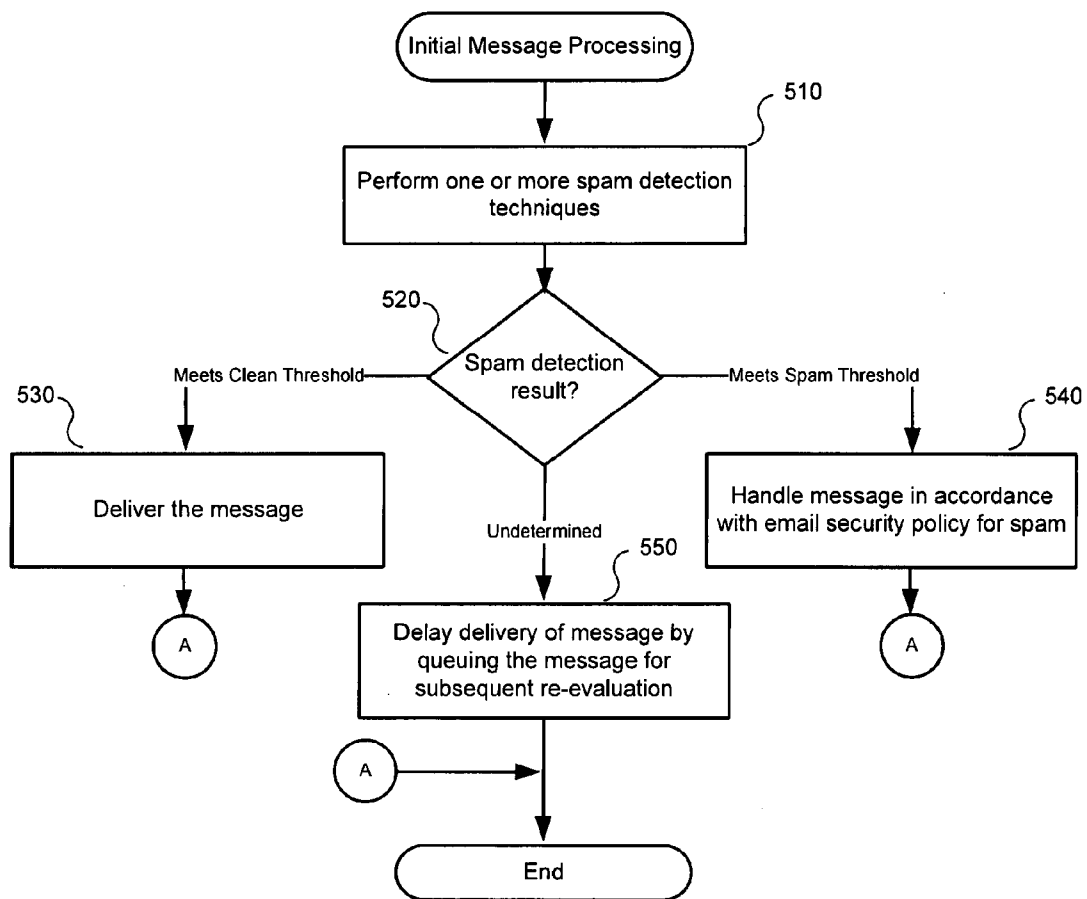 Initial Message Processing
510
Perform one or more spam detection
techniques
520
Spam detection
result?
Meets Clean Threshold
Meets Spam Threshold
530
540
Deliver the message
Handle message in accordance
with email security policy for spam
Undetermined
550
A
A
Delay delivery of message by
queuing the message for
subsequent re-evaluation
A
End